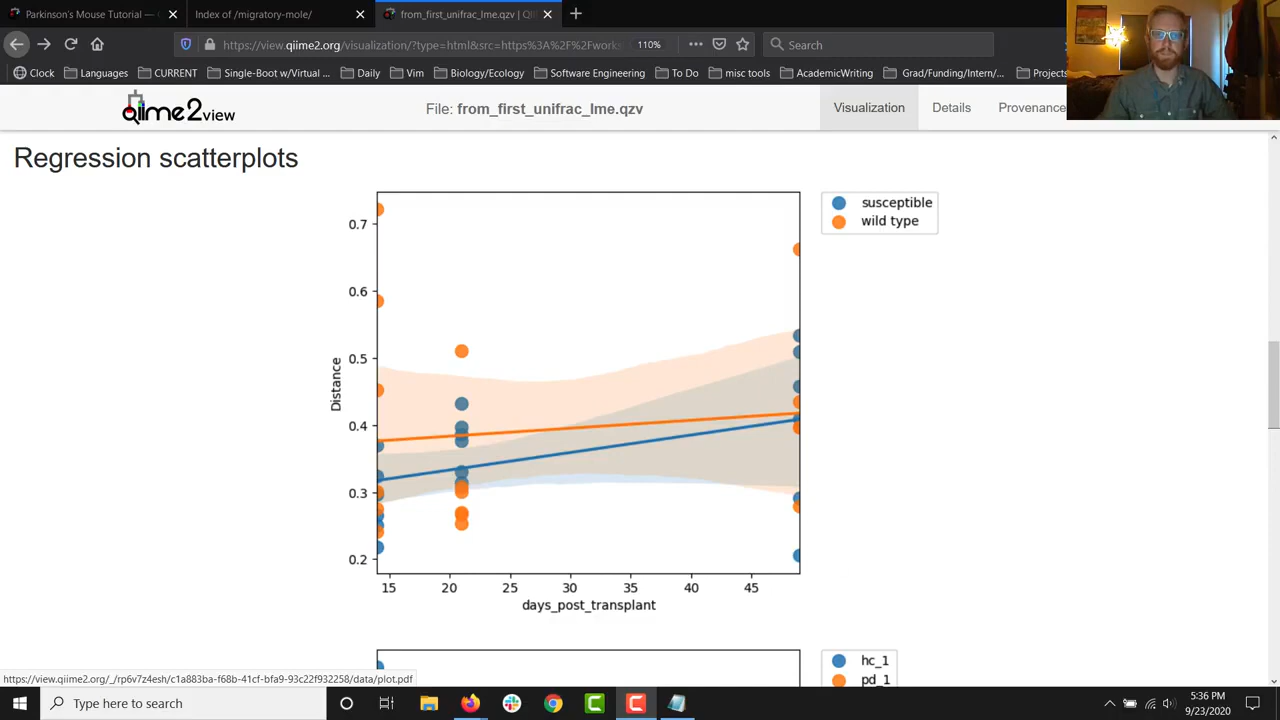 Parkinson's Mouse Tutorial —
Index of /migratory-mole/
from_first_unifrac_lme.qzv | QII
https://view.qiime2.org/visualization/?type=html&src=https%3A%2F%2Fwork
110%
Search
Clock
Languages
CURRENT
Single-Boot w/Virtual ...
Daily
Vim
Biology/Ecology
Software Engineering
To Do
misc tools
AcademicWriting
Grad/Funding/Intern/...
Projects
qiime2view
File: from_first_unifrac_lme.qzv
Visualization
Details
Provenance
Regression scatterplots
susceptible
wild type
0.7
0.6
0.5
0.4
0.3
0.2
Distance
15 20 25 30 35 40 45
days_post_transplant
hc_1
pd_1
https://view.qiime2.org/_/rp6v7z4esh/c1a883ba-f68b-41cf-bfa9-93c22f932258/data/plot.pdf
Type here to search
5:36 PM
9/23/2020